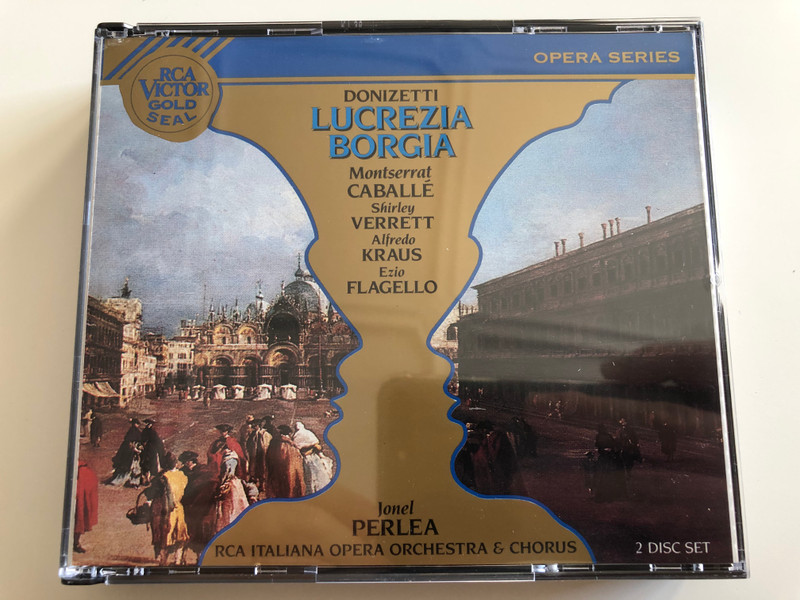 OPERA SERIES
RCA
VICTOR
GOLD
SEAL
DONIZETTI
LUCREZIA
BORGIA
Montserrat
CABALLÉ
Shirley
VERRETT
Alfredo
KRAUS
Ezio
FLAGELLO
Jonel
PERLEA
RCA ITALIANA OPERA ORCHESTRA & CHORUS
2 DISC SET